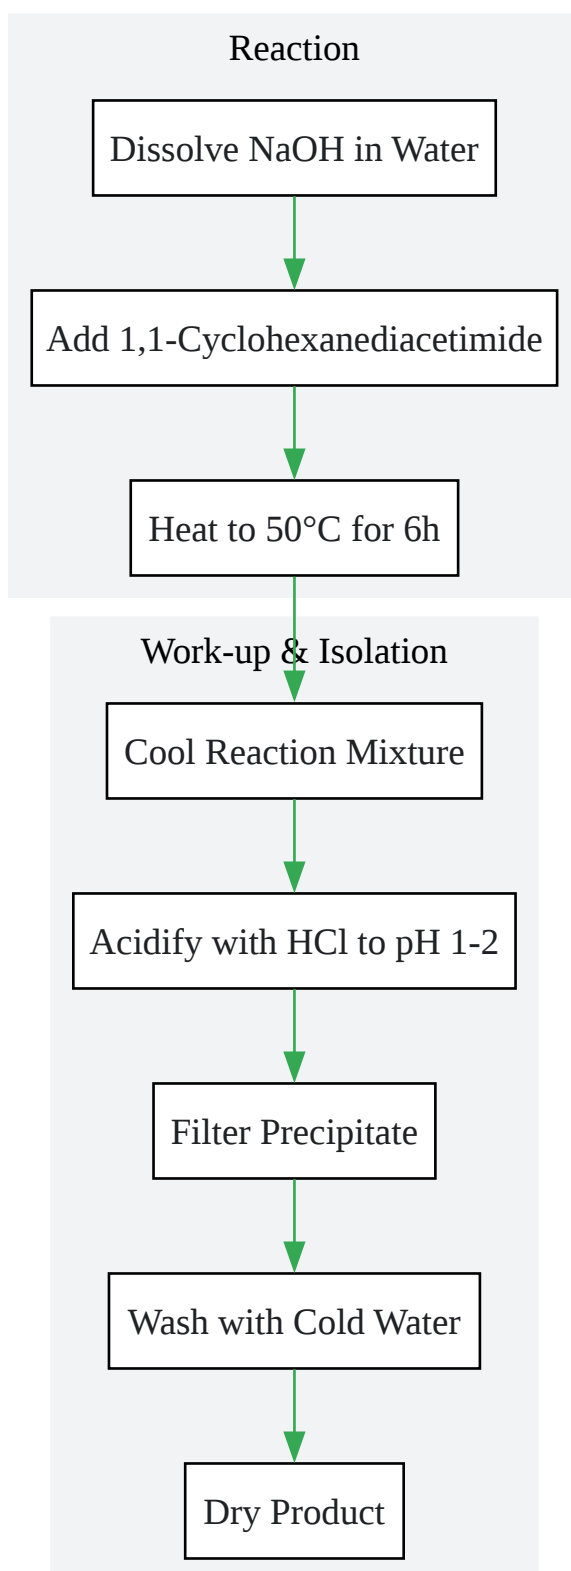 Reaction
Dissolve NaOH in Water
Add 1,1-Cyclohexanediacetimide
Heat to 50°C for 6h
Work-up & Isolation
Cool Reaction Mixture
Acidify with HCl to pH 1-2
Filter Precipitate
Wash with Cold Water
Dry Product